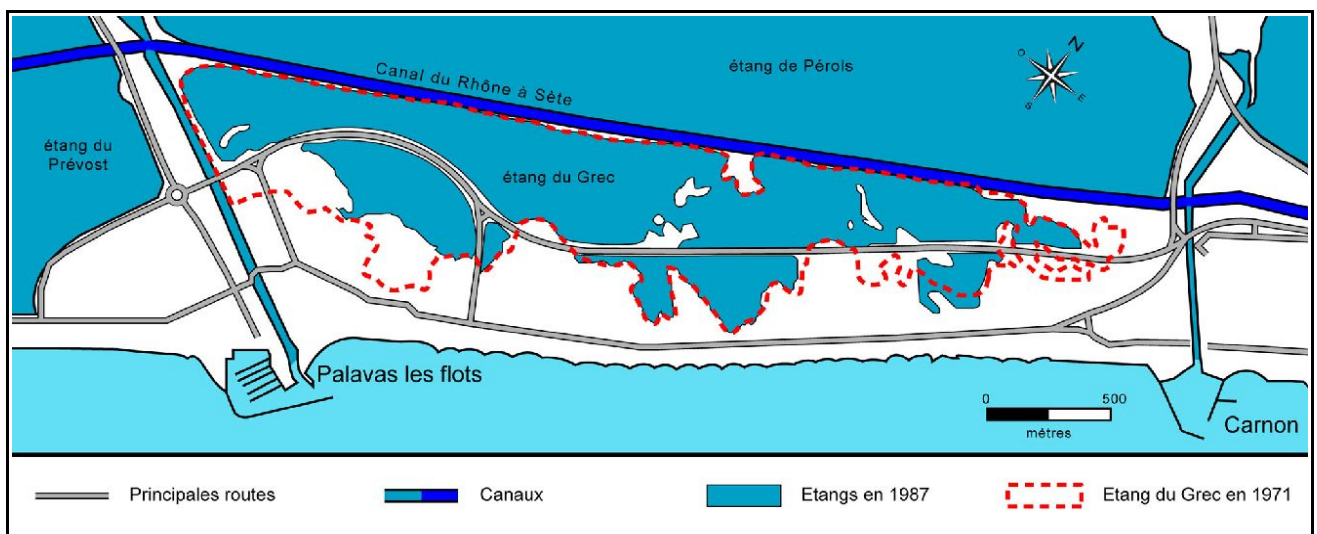 étang de Pérols
N
O
E
S
Canal du Rhône à Sète
étang du
Prévost
étang du Grec
Palavas les flots
0 500
mètres
Carnon
Principales routes
Canaux
Etangs en 1987
Etang du Grec en 1971